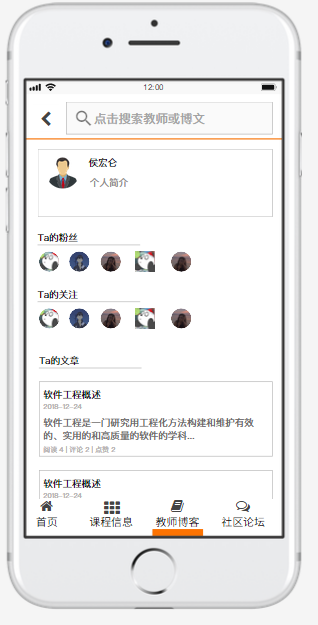 12:00
点击搜索教师或博文
侯宏仑
个人简介
Ta的粉丝
Ta的关注
Ta的文章
软件工程概述
2018-12-24
软件工程是一门研究用工程化方法构建和维护有效
的、实用的和高质量的软件的学科...
阅读 4 | 评论 2 | 点赞 2
软件工程概述
2018-12-24
首页 课程信息 教师博客 社区论坛